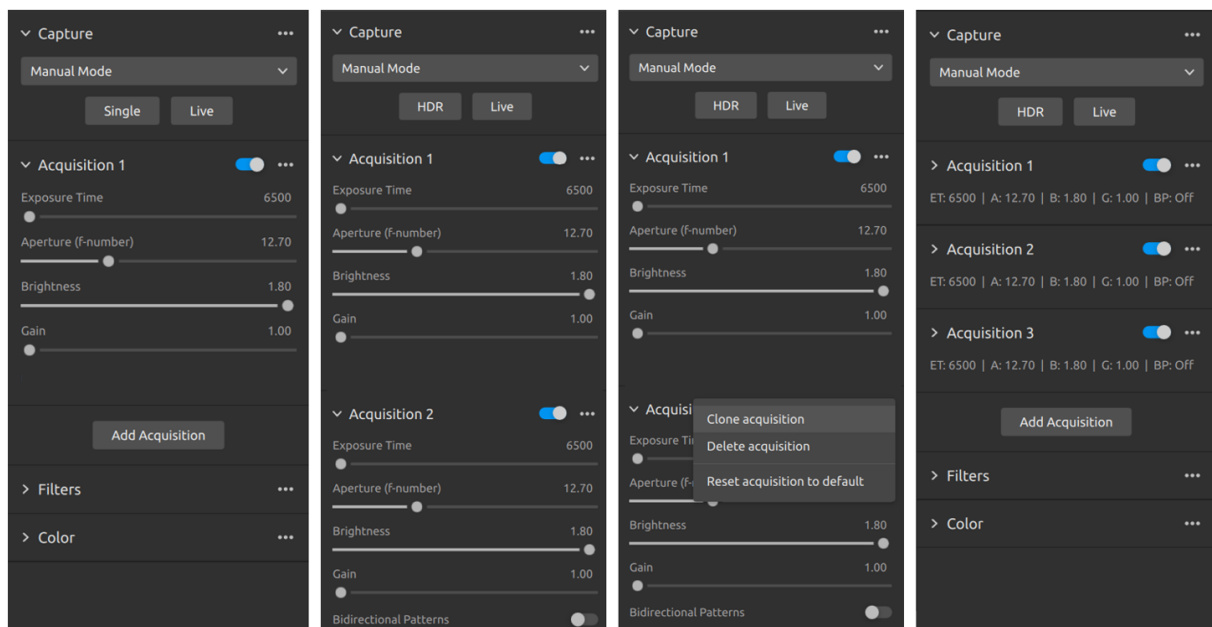 Capture
Manual Mode
Single Live
Acquisition 1
Exposure Time 6500
Aperture (f-number) 12.70
Brightness 1.80
Gain 1.00
Add Acquisition
Filters
Color
Capture
Manual Mode
HDR Live
Acquisition 1
Exposure Time 6500
Aperture (f-number) 12.70
Brightness 1.80
Gain 1.00
Acquisition 2
Exposure Time 6500
Aperture (f-number) 12.70
Brightness 1.80
Gain 1.00
Bidirectional Patterns
Capture
Manual Mode
HDR Live
Acquisition 1
Exposure Time 6500
Aperture (f-number) 12.70
Brightness 1.80
Gain 1.00
Acquisi
Clone acquisition
Exposure Ti
Delete acquisition
Aperture (f-
Reset acquisition to default
Brightness 1.80
Gain 1.00
Bidirectional Patterns
Capture
Manual Mode
HDR Live
Acquisition 1
ET: 6500 | A: 12.70 | B: 1.80 | G: 1.00 | BP: Off
Acquisition 2
ET: 6500 | A: 12.70 | B: 1.80 | G: 1.00 | BP: Off
Acquisition 3
ET: 6500 | A: 12.70 | B: 1.80 | G: 1.00 | BP: Off
Add Acquisition
Filters
Color